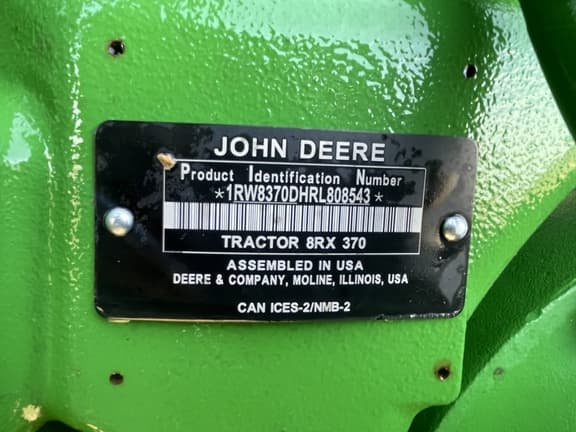 JOHN DEERE
Product Identification Number
*1RW8370DHRL808543*
TRACTOR 8RX 370
ASSEMBLED IN USA
DEERE & COMPANY, MOLINE, ILLINOIS, USA
CAN ICES-2/NMB-2